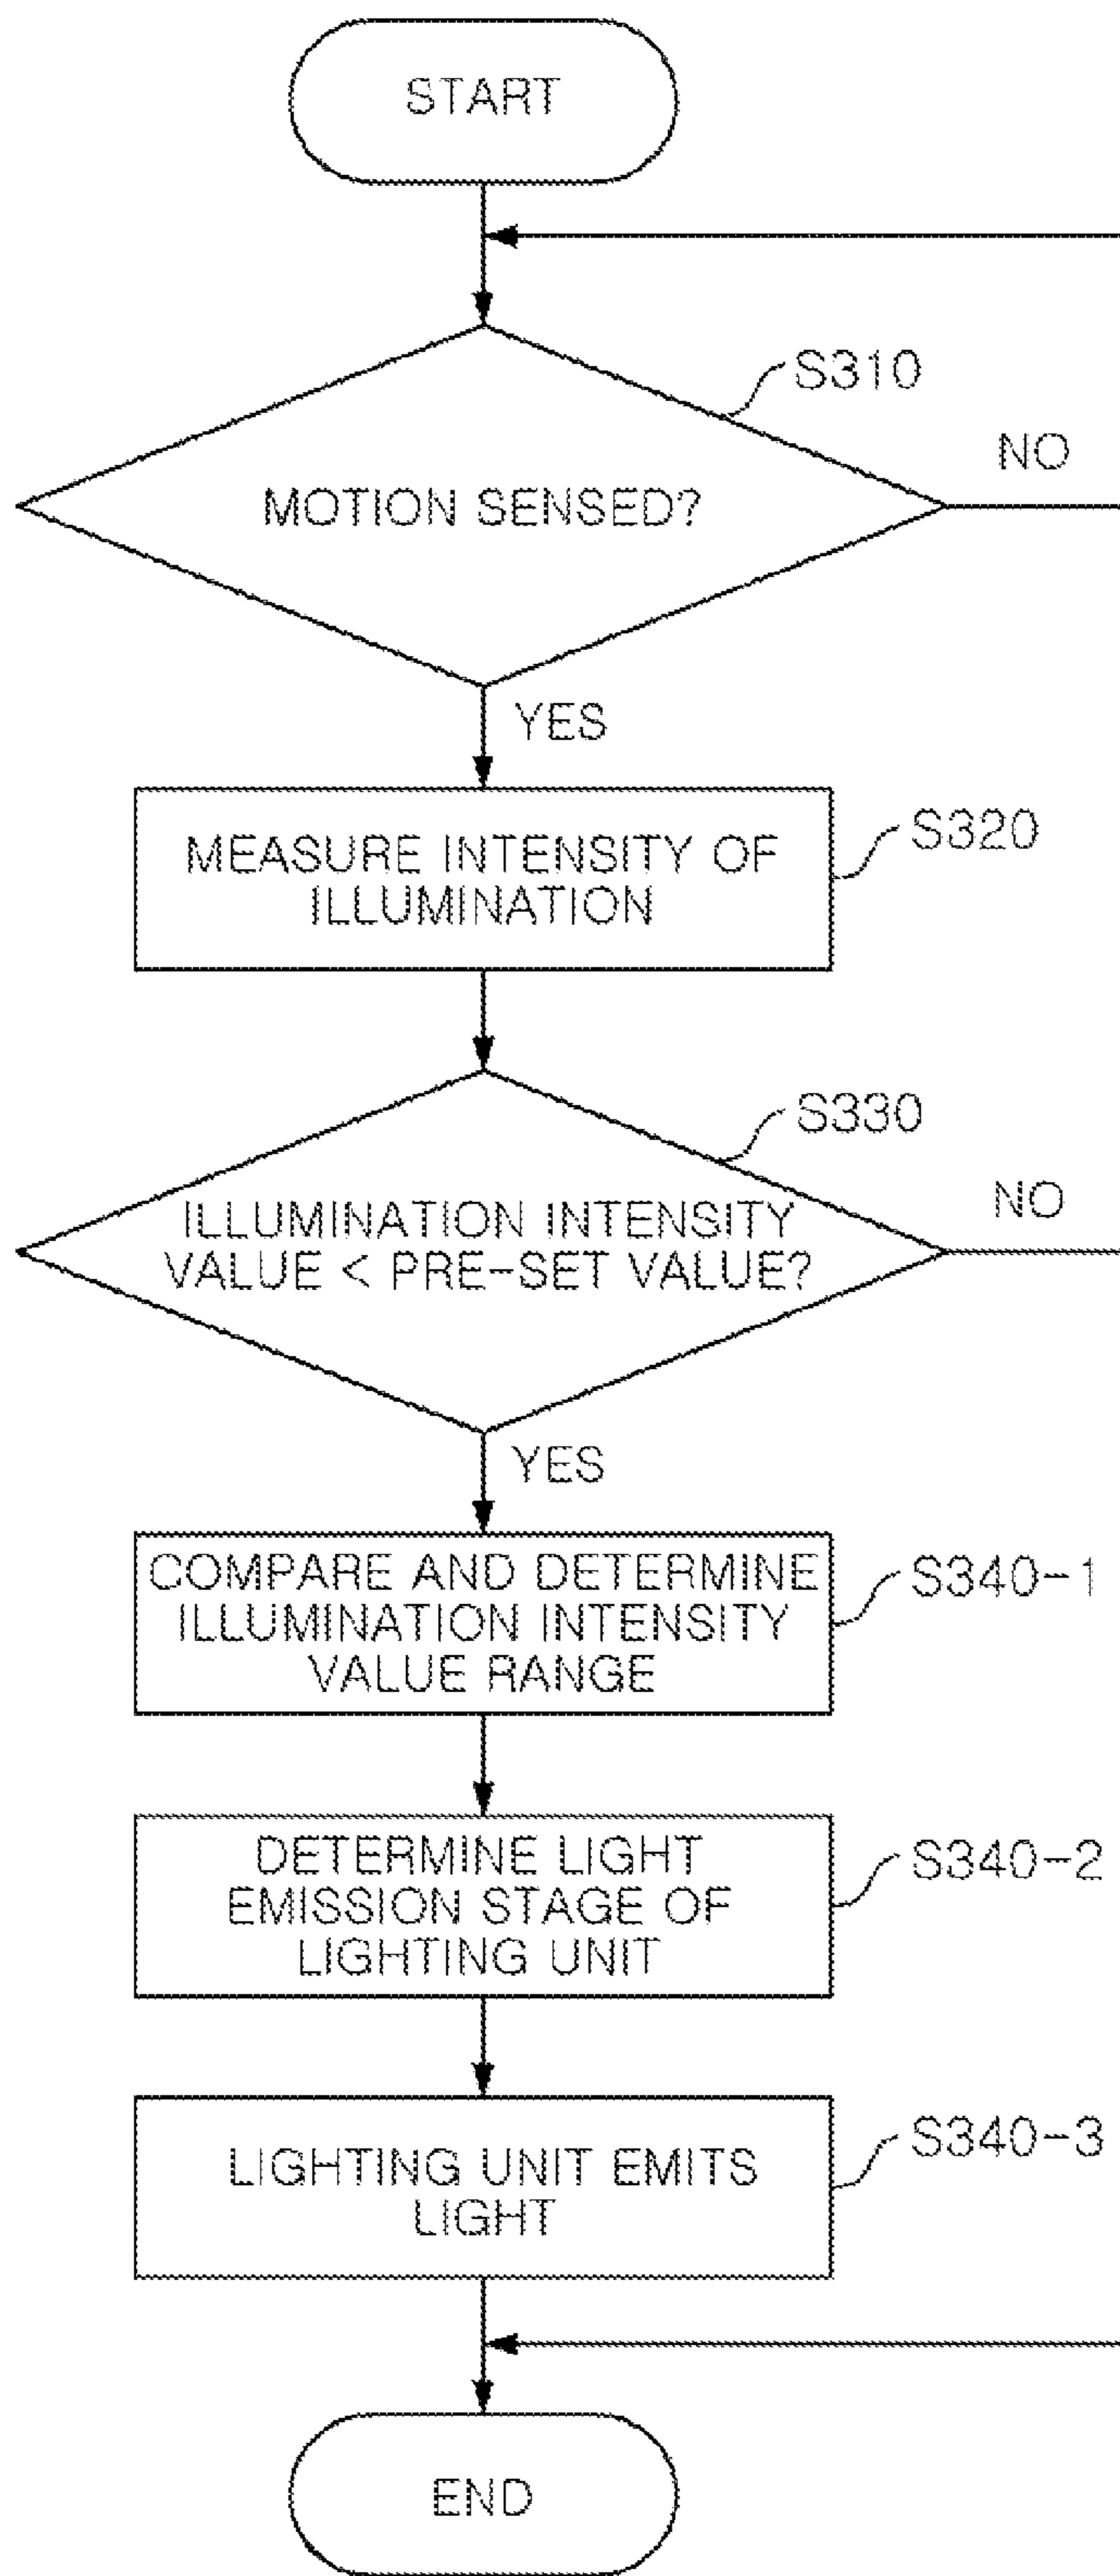 START
S310
NO
MOTION SENSED?
YES
S320
MEASURE INTENSITY OF
ILLUMINATION
S330
NO
ILLUMINATION INTENSITY
VALUE < PRE-SET VALUE?
YES
COMPARE AND DETERMINE
S340-1
ILLUMINATION INTENSITY
VALUE RANGE
DETERMINE LIGHT
S340-2
EMISSION STAGE OF
LIGHTING UNIT
S340-3
LIGHTING UNIT EMITS
LIGHT
END